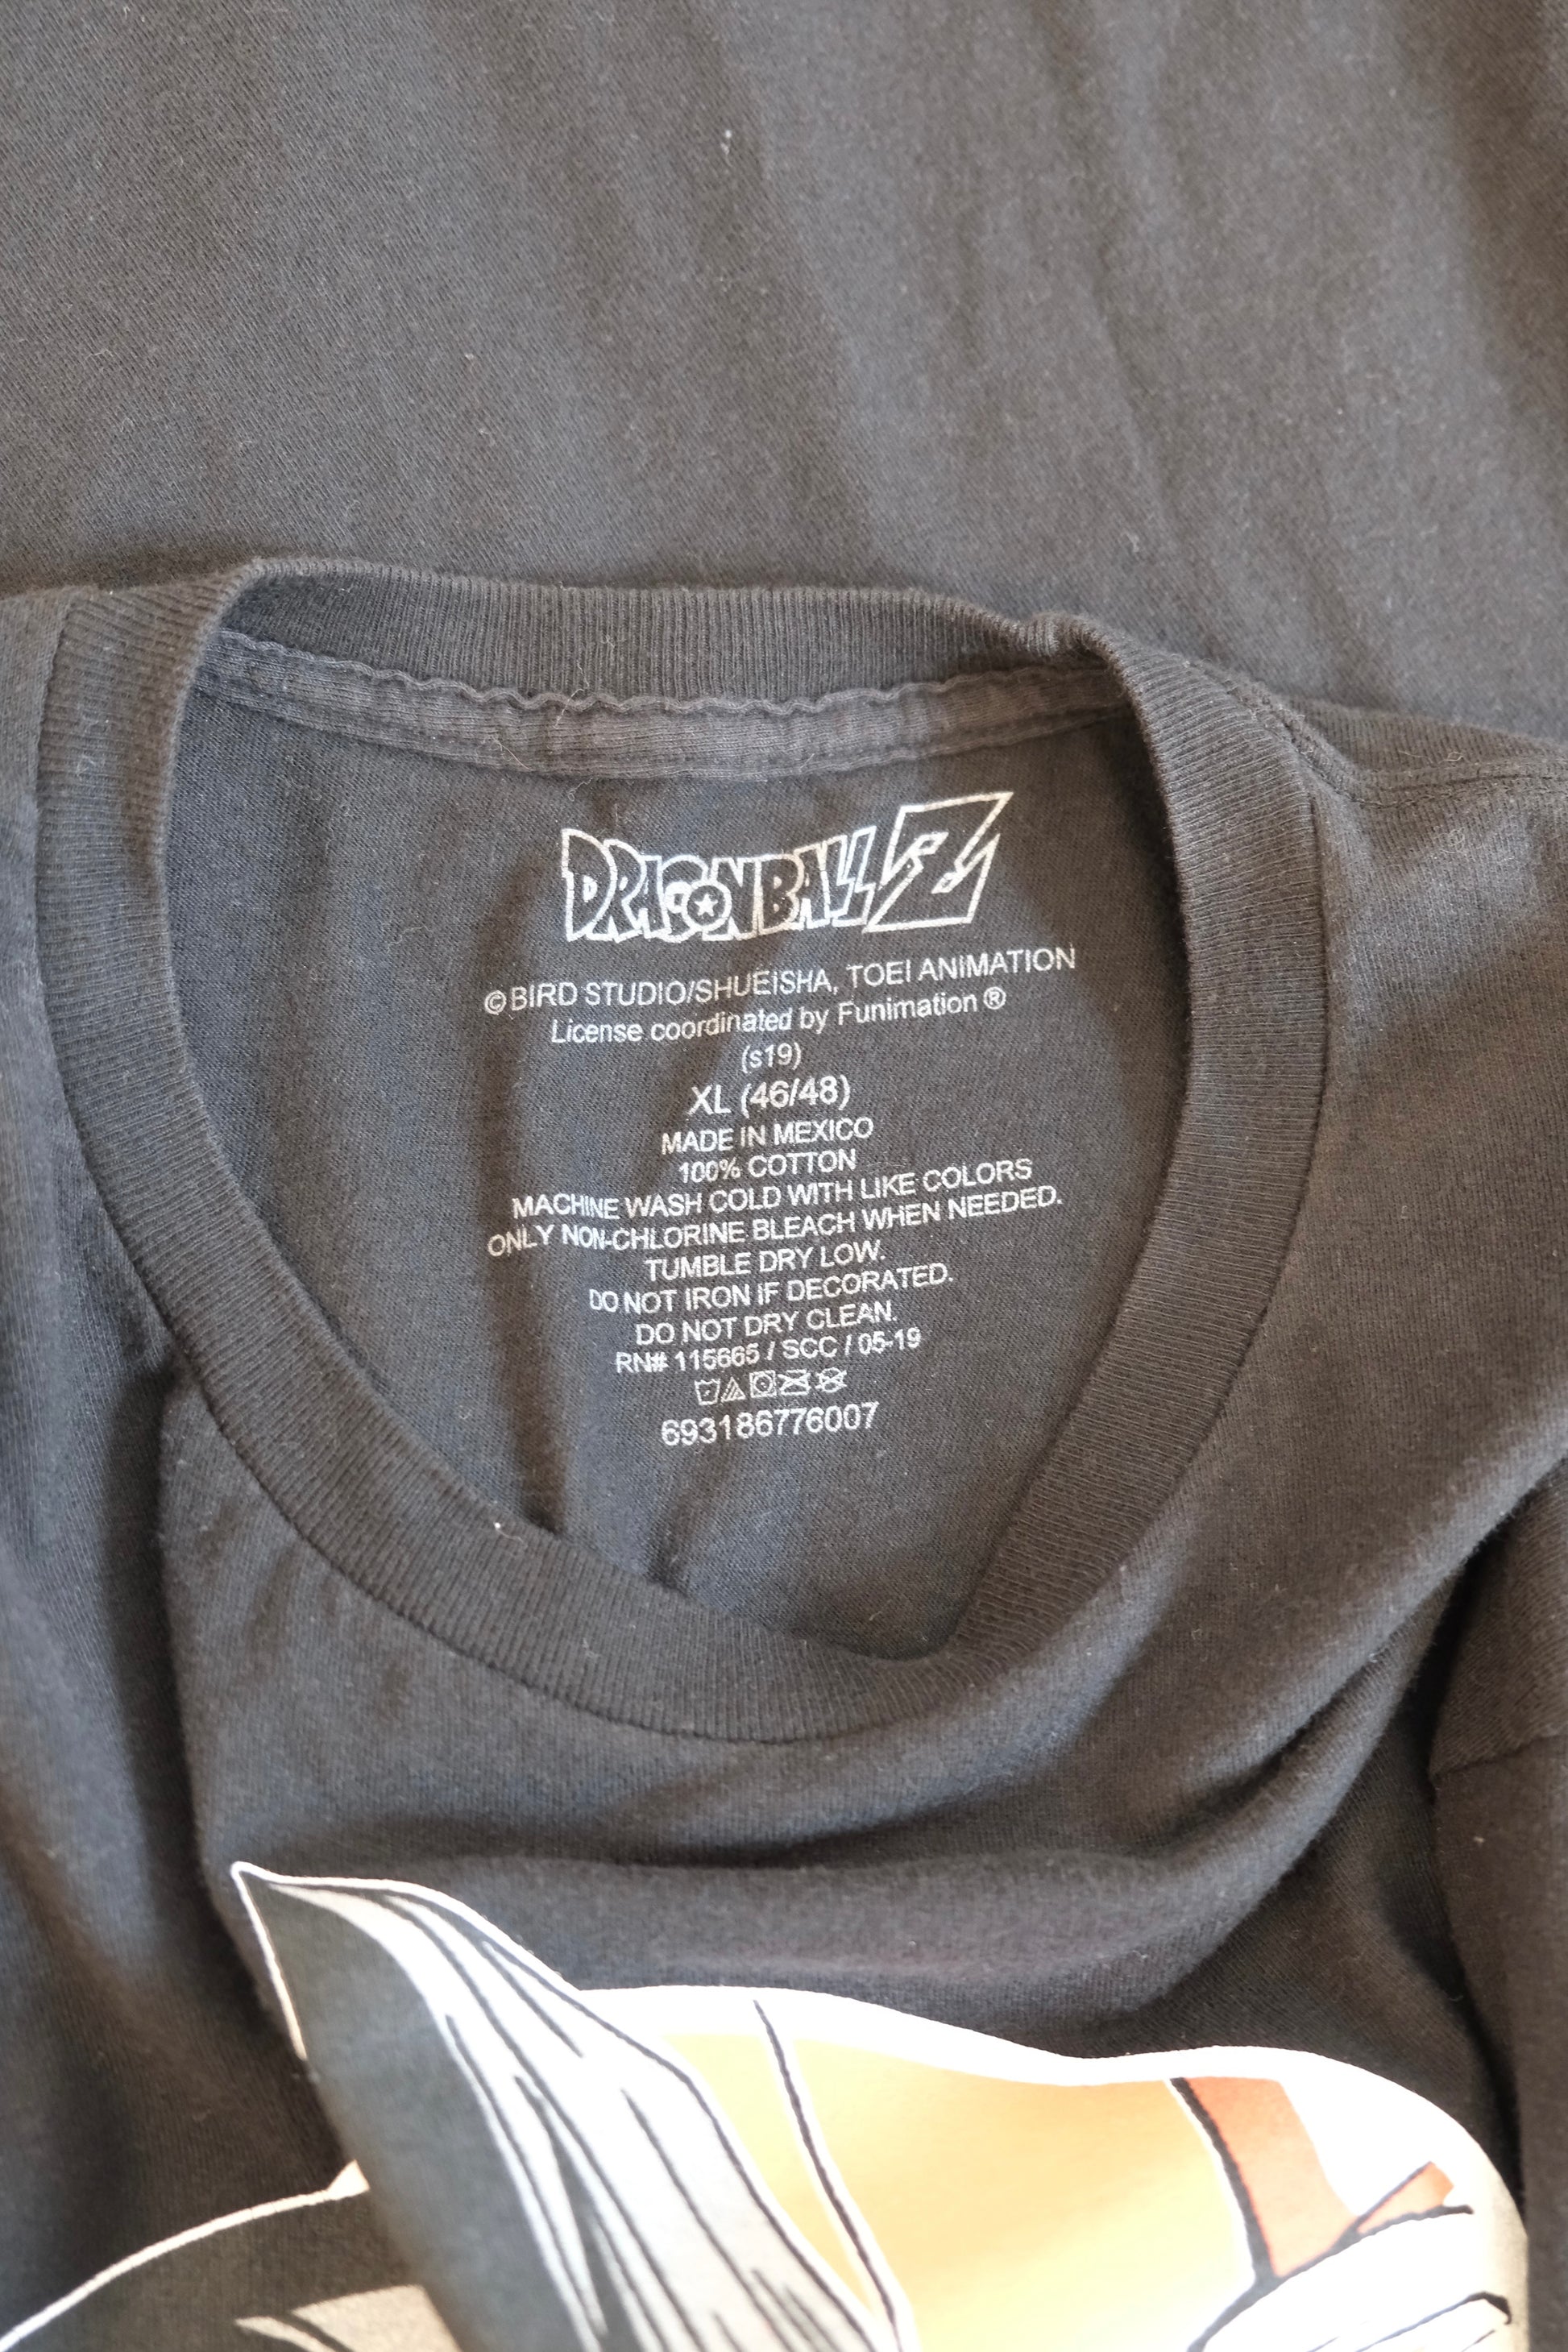 DRAGONBALL Z
©BIRD STUDIO/SHUEISHA, TOEI ANIMATION
License coordinated by Funimation ®
(s19)
XL (46/48)
MADE IN MEXICO
100% COTTON
MACHINE WASH COLD WITH LIKE COLORS
ONLY NON-CHLORINE BLEACH WHEN NEEDED.
TUMBLE DRY LOW.
DO NOT IRON IF DECORATED.
DO NOT DRY CLEAN.
RN# 115665 / SCC / 05-19
693186776007